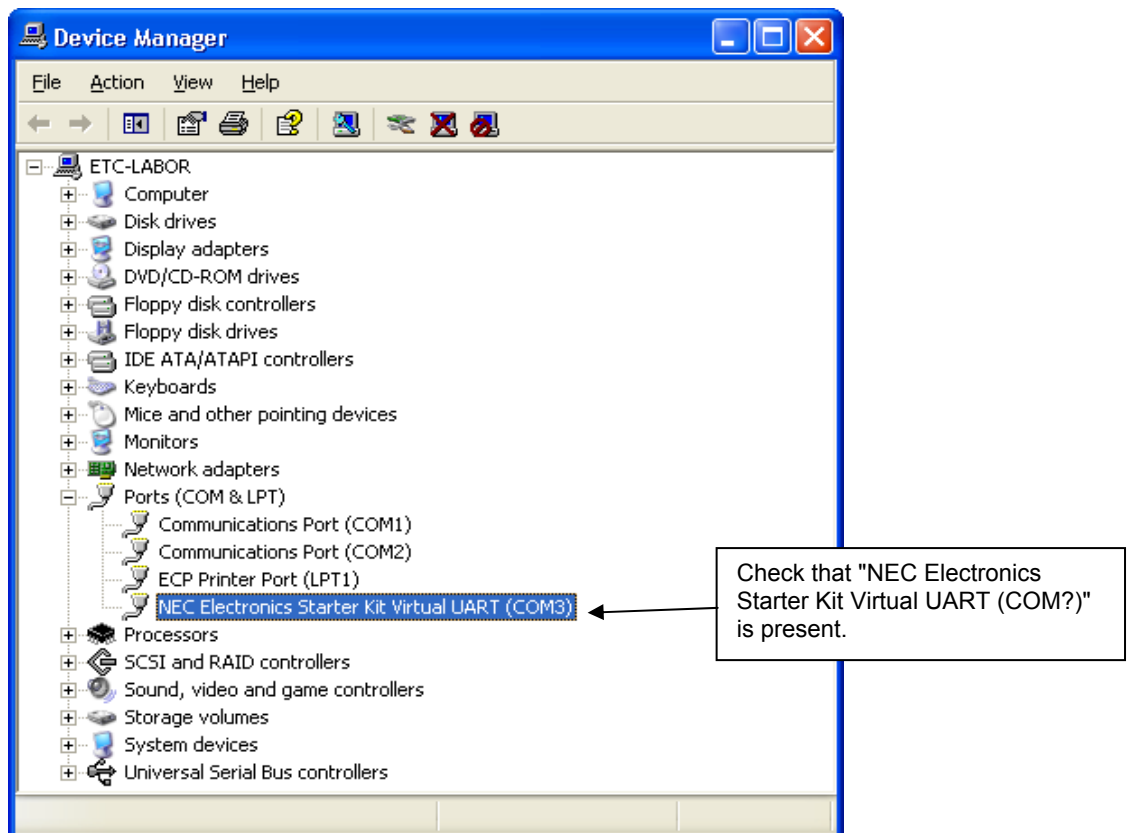 Device Manager
File Action View Help
ETC-LABOR
Computer
Disk drives
Display adapters
DVD/CD-ROM drives
Floppy disk controllers
Floppy disk drives
IDE ATA/ATAPI controllers
Keyboards
Mice and other pointing devices
Monitors
Network adapters
Ports (COM & LPT)
Communications Port (COM1)
Communications Port (COM2)
ECP Printer Port (LPT1)
NEC Electronics Starter Kit Virtual UART (COM3)
Processors
SCSI and RAID controllers
Sound, video and game controllers
Storage volumes
System devices
Universal Serial Bus controllers
Check that "NEC Electronics
Starter Kit Virtual UART (COM?)"
is present.